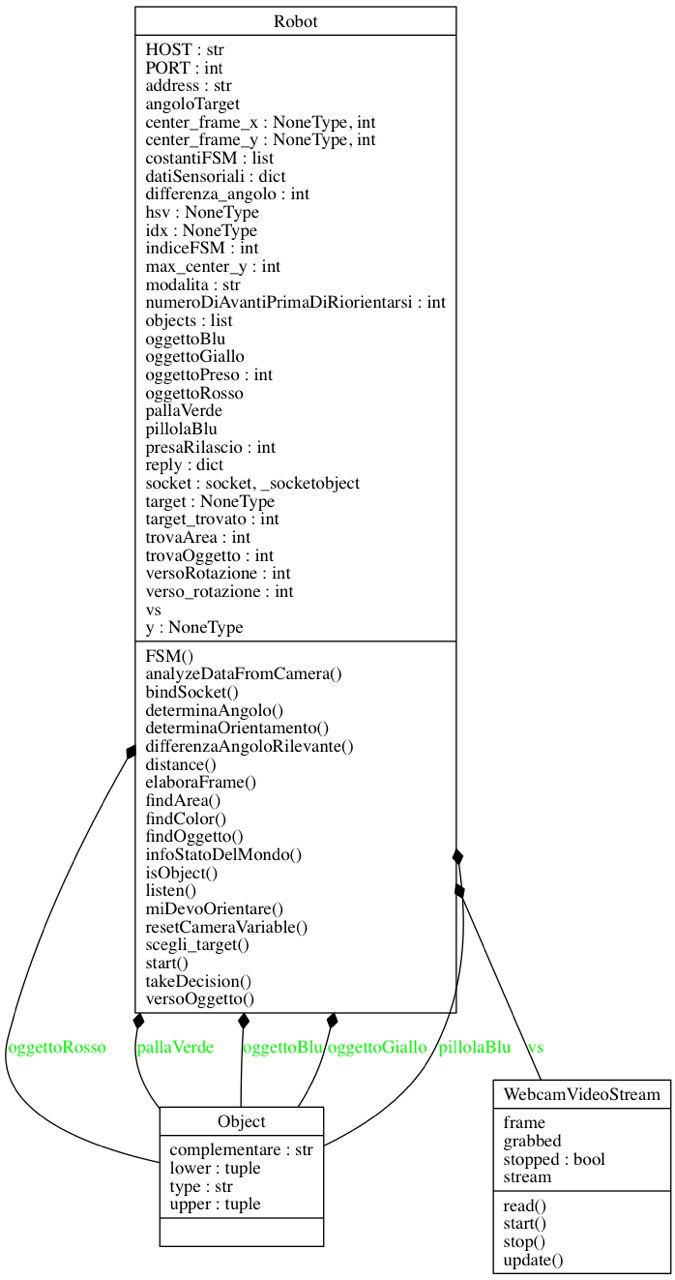 Robot
HOST : str
PORT : int
address : str
angoloTarget
center_frame_x : NoneType, int
center_frame_y : NoneType, int
costantiFSM : list
datiSensoriali : dict
differenza_angolo : int
hsv : NoneType
idx : NoneType
indiceFSM : int
max_center_y : int
modalita : str
numeroDiAvantiPrimaDiRiorientarsi : int
objects : list
oggettoBlu
oggettoGiallo
oggettoPreso : int
oggettoRosso
pallaVerde
pillolaBlu
presaRilascio : int
reply : dict
socket : socket, _socketobject
target : NoneType
target_trovato : int
trovaArea : int
trovaOggetto : int
versoRotazione : int
verso_rotazione : int
vs
y : NoneType
FSM()
analyzeDataFromCamera()
bindSocket()
determinaAngolo()
determinaOrientamento()
differenzaAngoloRilevante()
distance()
elaboraFrame()
findArea()
findColor()
findOggetto()
infoStatoDelMondo()
isObject()
listen()
miDevoOrientare()
resetCameraVariable()
scegli_target()
start()
takeDecision()
versoOggetto()
oggettoRosso pallaVerde oggettoBlu oggettoGiallo pillolaBlu vs
Object
complementare : str
lower : tuple
type : str
upper : tuple
WebcamVideoStream
frame
grabbed
stopped : bool
stream
read()
start()
stop()
update()